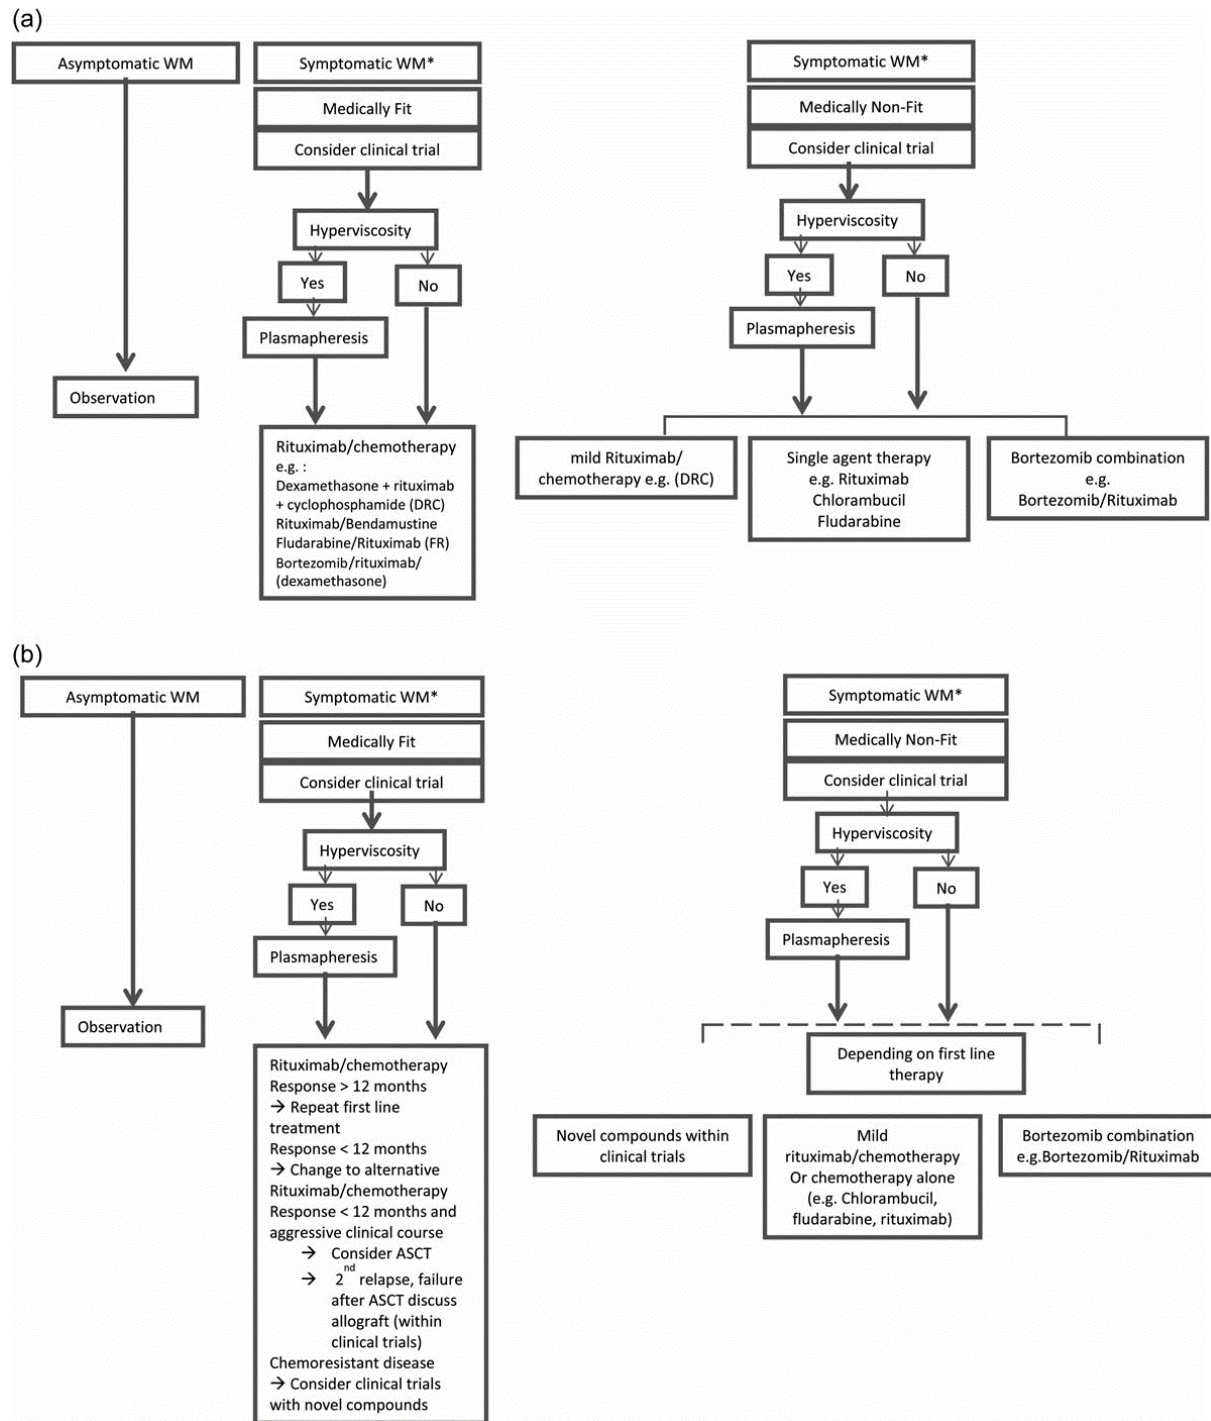 (a)
Asymptomatic WM
Observation
Symptomatic WM*
Medically Fit
Consider clinical trial
Hyperviscosity
Yes
No
Plasmapheresis
Rituximab/chemotherapy
e.g. :
Dexamethasone + rituximab
+ cyclophosphamide (DRC)
Rituximab/Bendamustine
Fludarabine/Rituximab (FR)
Bortezomib/rituximab/
(dexamethasone)
Symptomatic WM*
Medically Non-Fit
Consider clinical trial
Hyperviscosity
Yes
No
Plasmapheresis
mild Rituximab/
chemotherapy e.g. (DRC)
Single agent therapy
e.g. Rituximab
Chlorambucil
Fludarabine
Bortezomib combination
e.g.
Bortezomib/Rituximab
(b)
Asymptomatic WM
Observation
Symptomatic WM*
Medically Fit
Consider clinical trial
Hyperviscosity
Yes
No
Plasmapheresis
Rituximab/chemotherapy
Response > 12 months
→ Repeat first line
treatment
Response < 12 months
→ Change to alternative
Rituximab/chemotherapy
Response < 12 months and
aggressive clinical course
→ Consider ASCT
→ 2nd relapse, failure
after ASCT discuss
allograft (within
clinical trials)
Chemoresistant disease
→ Consider clinical trials
with novel compounds
Symptomatic WM*
Medically Non-Fit
Consider clinical trial
Hyperviscosity
Yes
No
Plasmapheresis
Depending on first line
therapy
Novel compounds within
clinical trials
Mild
rituximab/chemotherapy
Or chemotherapy alone
(e.g. Chlorambucil,
fludarabine, rituximab)
Bortezomib combination
e.g.Bortezomib/Rituximab